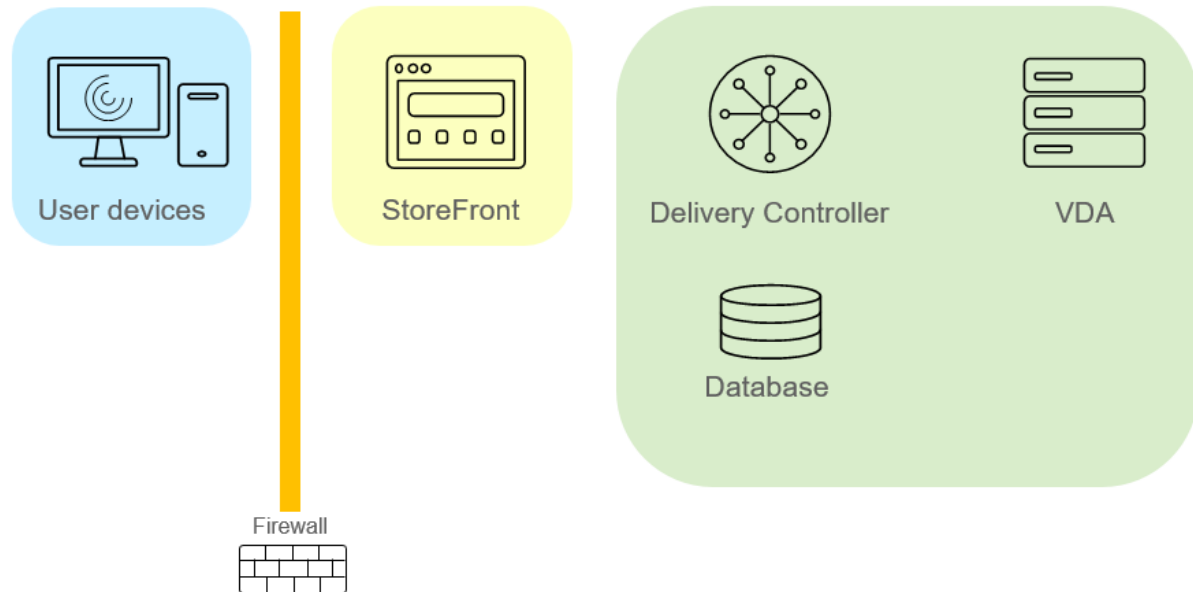 User devices
StoreFront
Delivery Controller
VDA
Database
Firewall